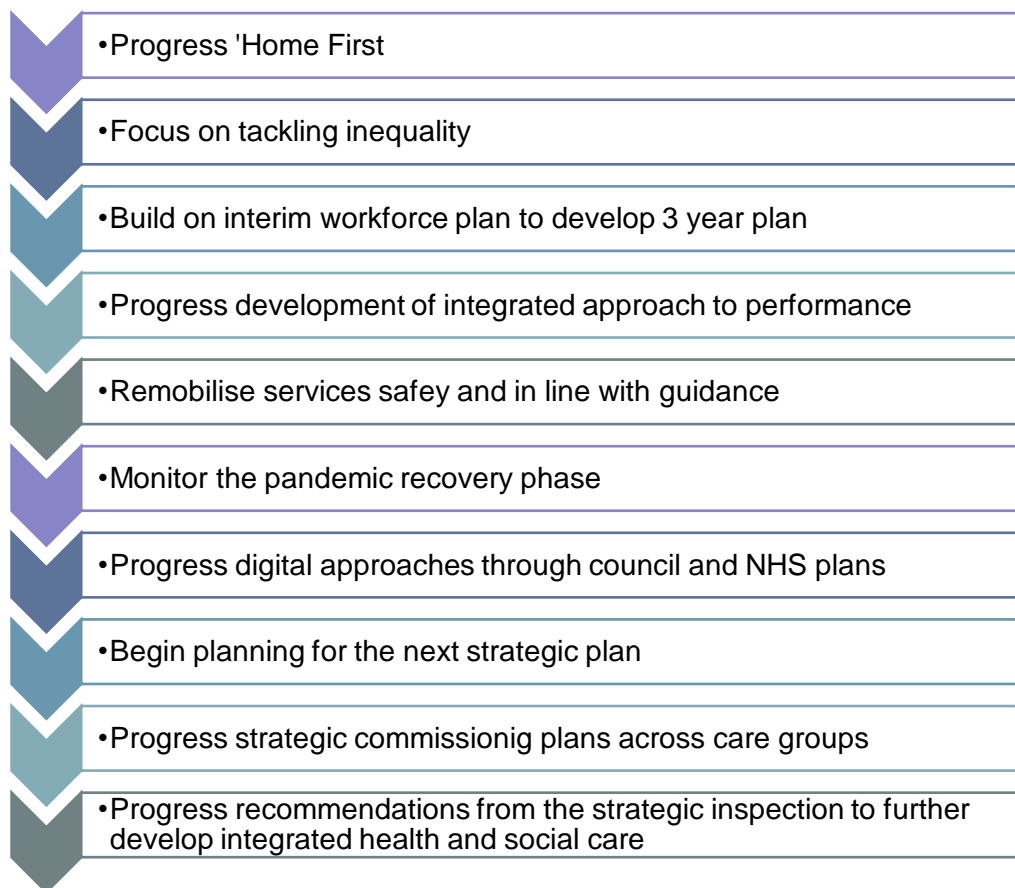 •Progress 'Home First
•Focus on tackling inequality
•Build on interim workforce plan to develop 3 year plan
•Progress development of integrated approach to performance
•Remobilise services safey and in line with guidance
•Monitor the pandemic recovery phase
•Progress digital approaches through council and NHS plans
•Begin planning for the next strategic plan
•Progress strategic commissionig plans across care groups
•Progress recommendations from the strategic inspection to further
develop integrated health and social care